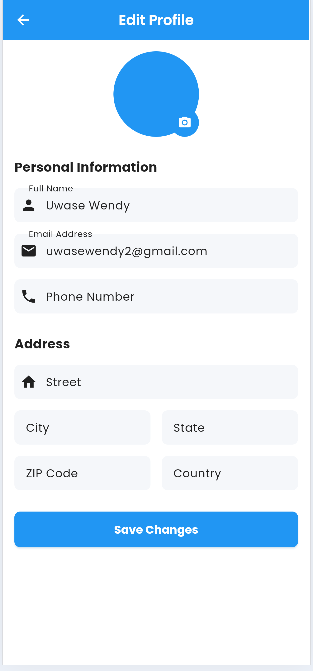 Edit Profile
Personal Information
Full Name
Uwase Wendy
Email Address
uwasewendy2@gmail.com
Phone Number
Address
Street
City
State
ZIP Code
Country
Save Changes